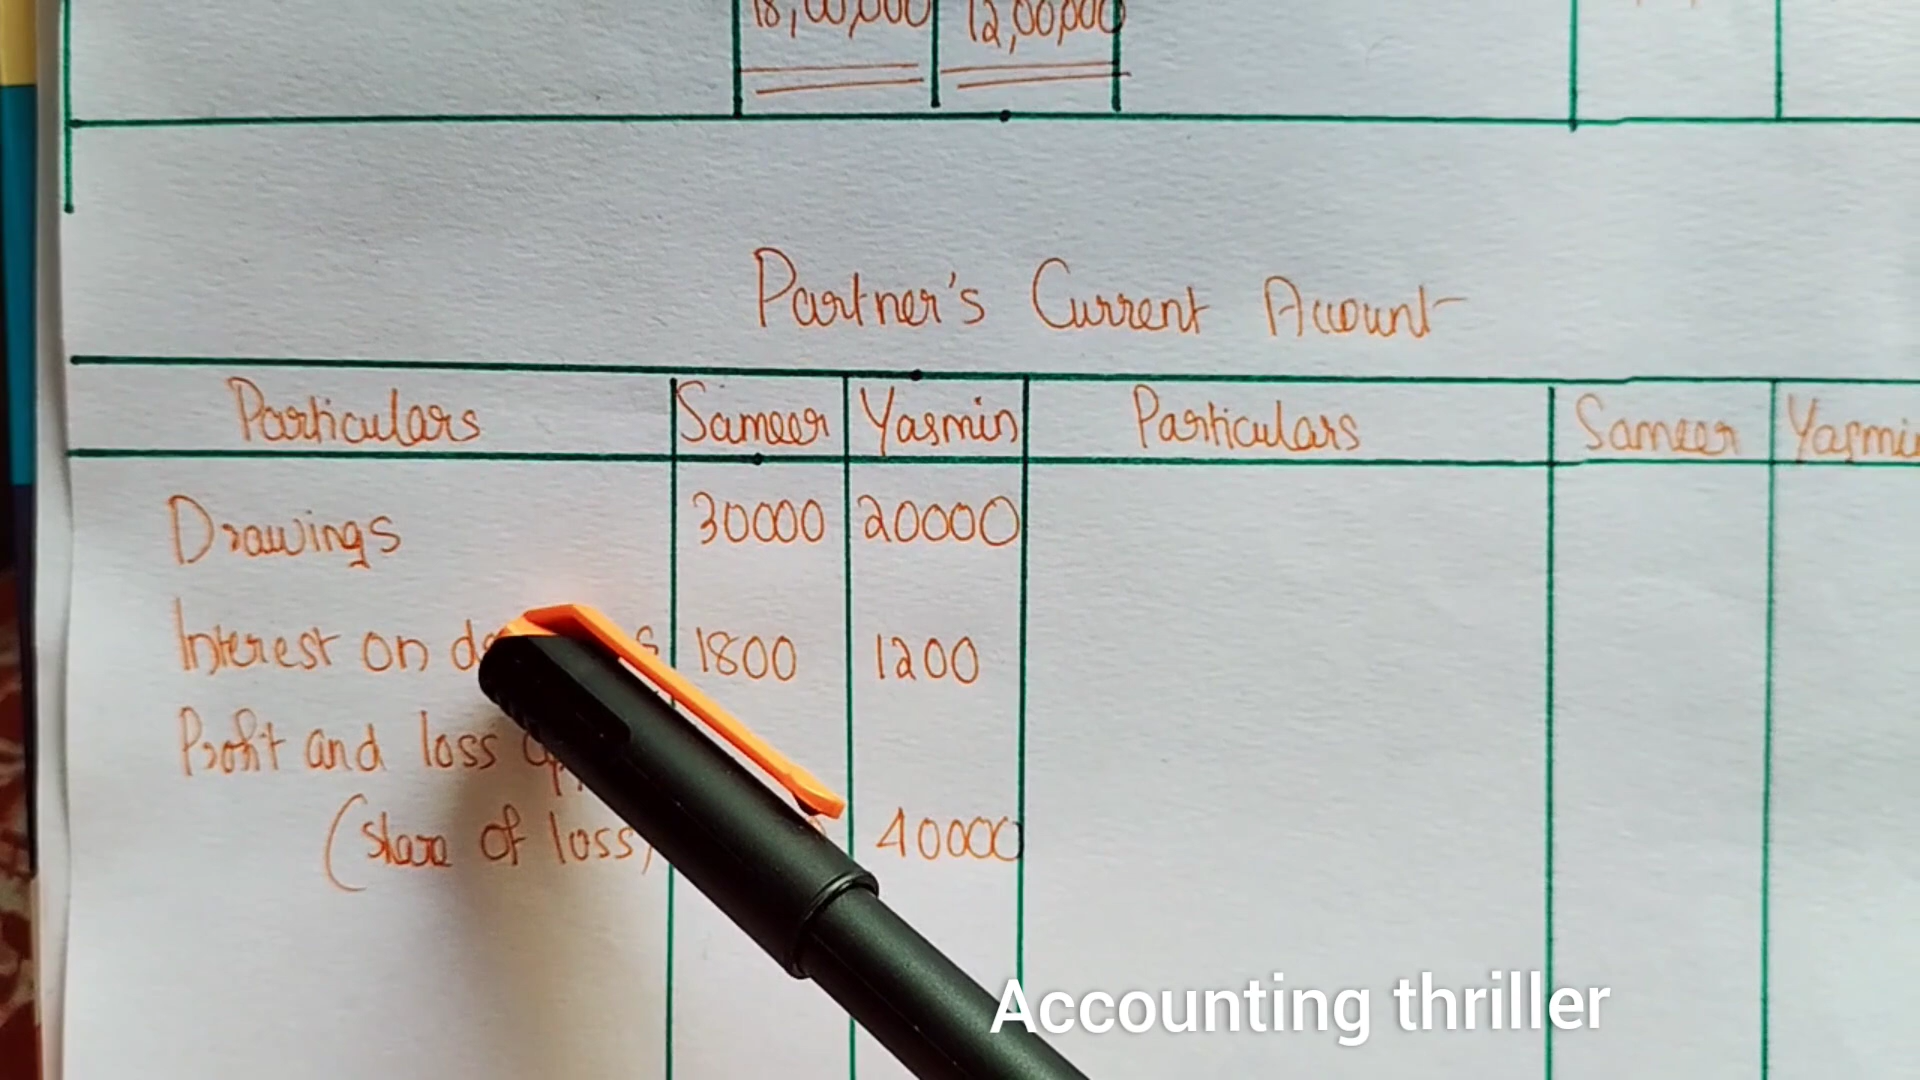 18,00,000 12,00,000
Partner's Current Account
Particulars Sameer Yasmin Particulars Sameer
Drawings 30000 20000
Interest on 1800 1200
Profit and loss
(Share of loss) 40000
Accounting thriller